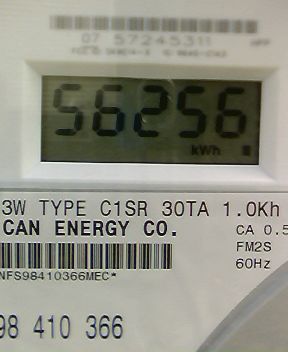 07 57245311
56256
kWh
3W TYPE C1SR 30TA 1.0Kh
CAN ENERGY CO.
CA 0.5
FM2S
NFS98410366MEC*
60Hz
98 410 366